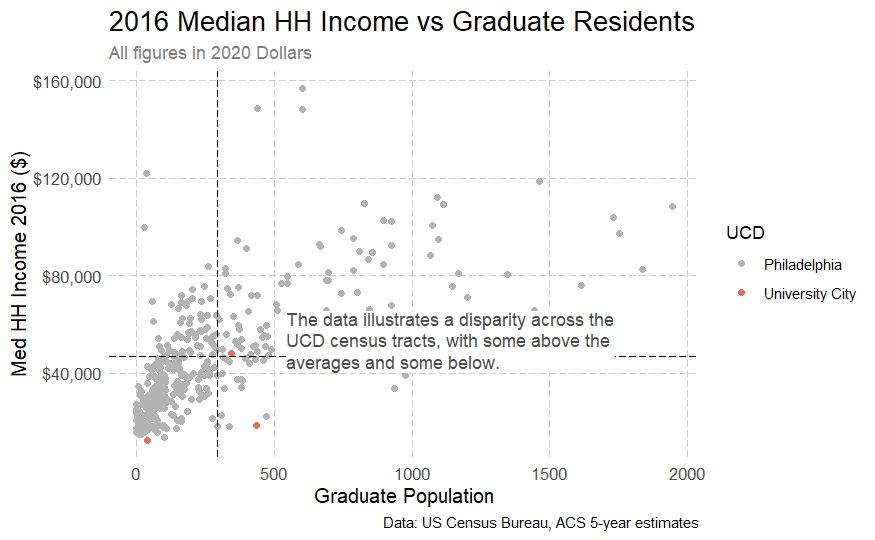 2016 Median HH Income vs Graduate Residents
All figures in 2020 Dollars
Med HH Income 2016 ($)
$160,000
$120,000
$80,000
$40,000
The data illustrates a disparity across the
UCD census tracts, with some above the
averages and some below.
UCD
Philadelphia
University City
0
500
1000
1500
2000
Graduate Population
Data: US Census Bureau, ACS 5-year estimates